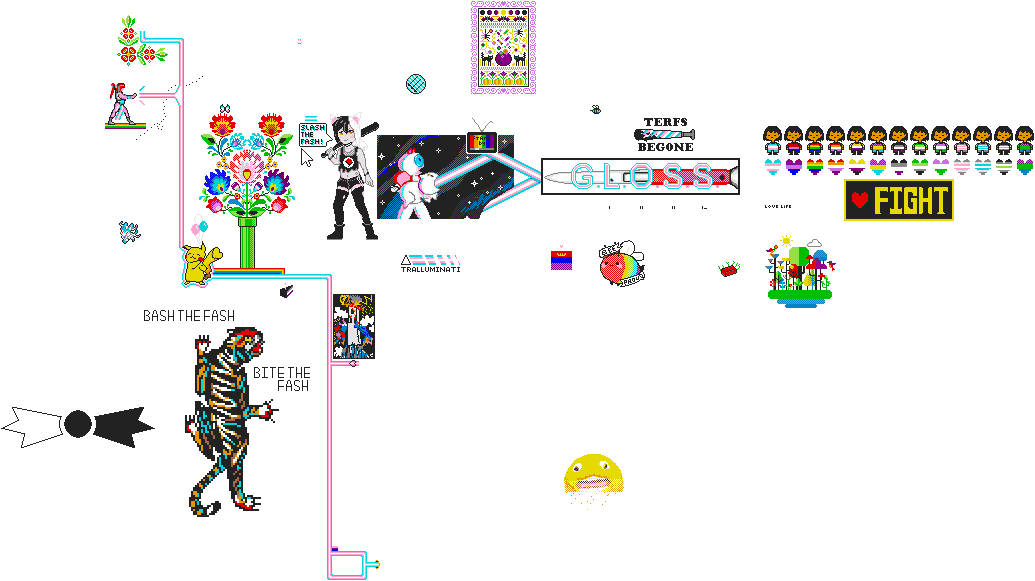 SLASH
THE
FASH!
TERFS
BEGONE
G.L.O.S.S.
FIGHT
LOVE LIFE
TRALLUMINATI
BASH THE FASH
BITE THE
FASH